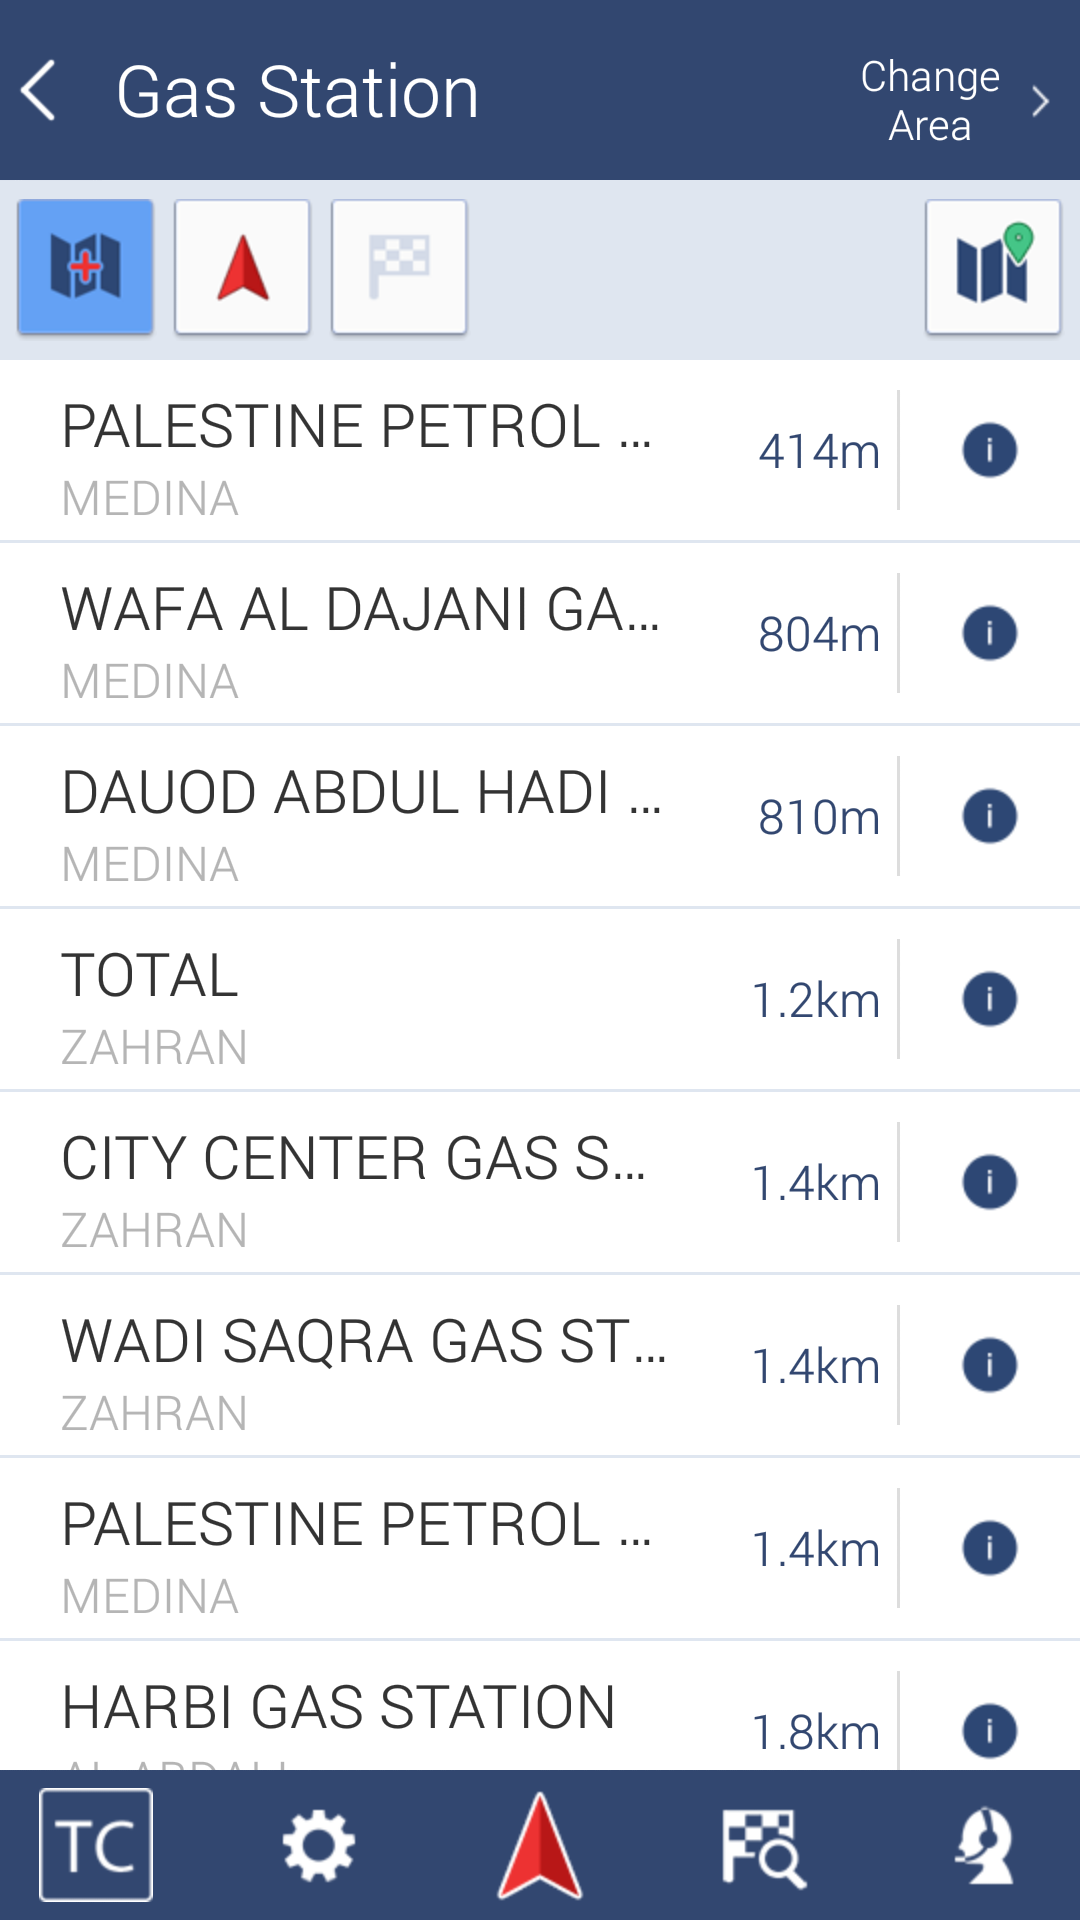 Gas Station
Change
Area
PALESTINE PETROL ...
MEDINA
414m
i
WAFA AL DAJANI GA...
MEDINA
804m
i
DAUOD ABDUL HADI ...
MEDINA
810m
i
TOTAL
ZAHRAN
1.2km
i
CITY CENTER GAS S...
ZAHRAN
1.4km
i
WADI SAQRA GAS ST...
ZAHRAN
1.4km
i
PALESTINE PETROL ...
MEDINA
1.4km
i
HARBI GAS STATION
1.8km
i
TC